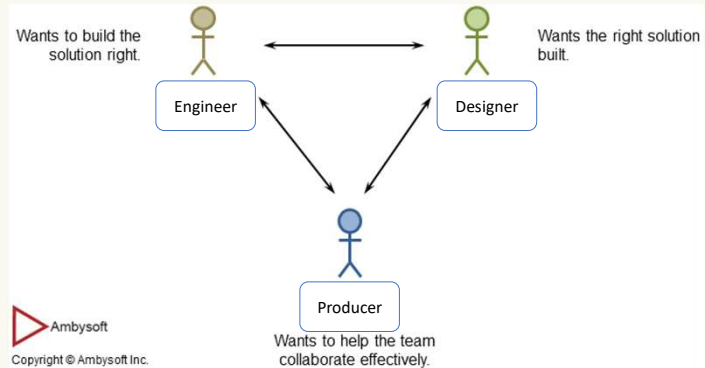 Wants to build the
solution right.
Wants the right solution
built.
Engineer
Designer
Producer
Wants to help the team
collaborate effectively.
Ambysoft
Copyright © Ambysoft Inc.